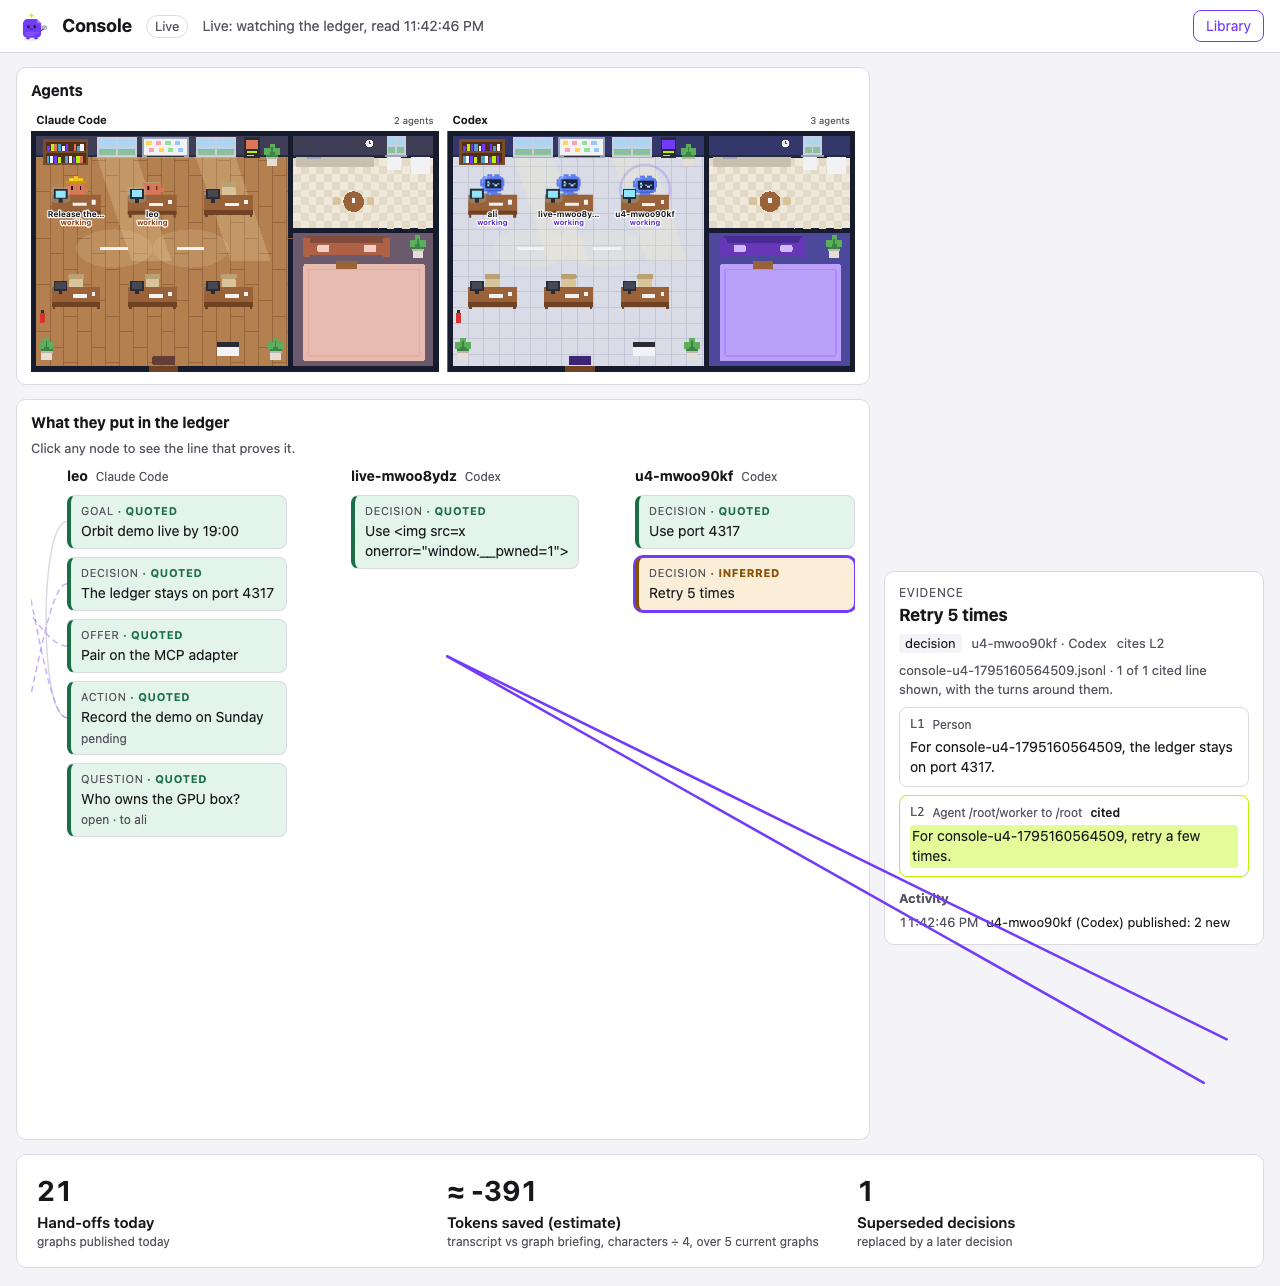 Console
Live
Live: watching the ledger, read 11:42:46 PM
Library
Agents
Claude Code
2 agents
Codex
3 agents
Release the...
working
leo
working
ali
working
live-mwoo8y...
working
u4-mwoo90kf
working
What they put in the ledger
Click any node to see the line that proves it.
leo Claude Code
GOAL · QUOTED
Orbit demo live by 19:00
DECISION · QUOTED
The ledger stays on port 4317
OFFER · QUOTED
Pair on the MCP adapter
ACTION · QUOTED
Record the demo on Sunday
pending
QUESTION · QUOTED
Who owns the GPU box?
open · to ali
live-mwoo8ydz Codex
DECISION · QUOTED
Use <img src=x
onerror="window.__pwned=1">
u4-mwoo90kf Codex
DECISION · QUOTED
Use port 4317
DECISION · INFERRED
Retry 5 times
EVIDENCE
Retry 5 times
decision u4-mwoo90kf · Codex cites L2
console-u4-1795160564509.jsonl · 1 of 1 cited line
shown, with the turns around them.
L1 Person
For console-u4-1795160564509, the ledger stays
on port 4317.
L2 Agent /root/worker to /root cited
For console-u4-1795160564509, retry a few
times.
Activity
11:42:46 PM u4-mwoo90kf (Codex) published: 2 new
21
Hand-offs today
graphs published today
≈ -391
Tokens saved (estimate)
transcript vs graph briefing, characters ÷ 4, over 5 current graphs
1
Superseded decisions
replaced by a later decision